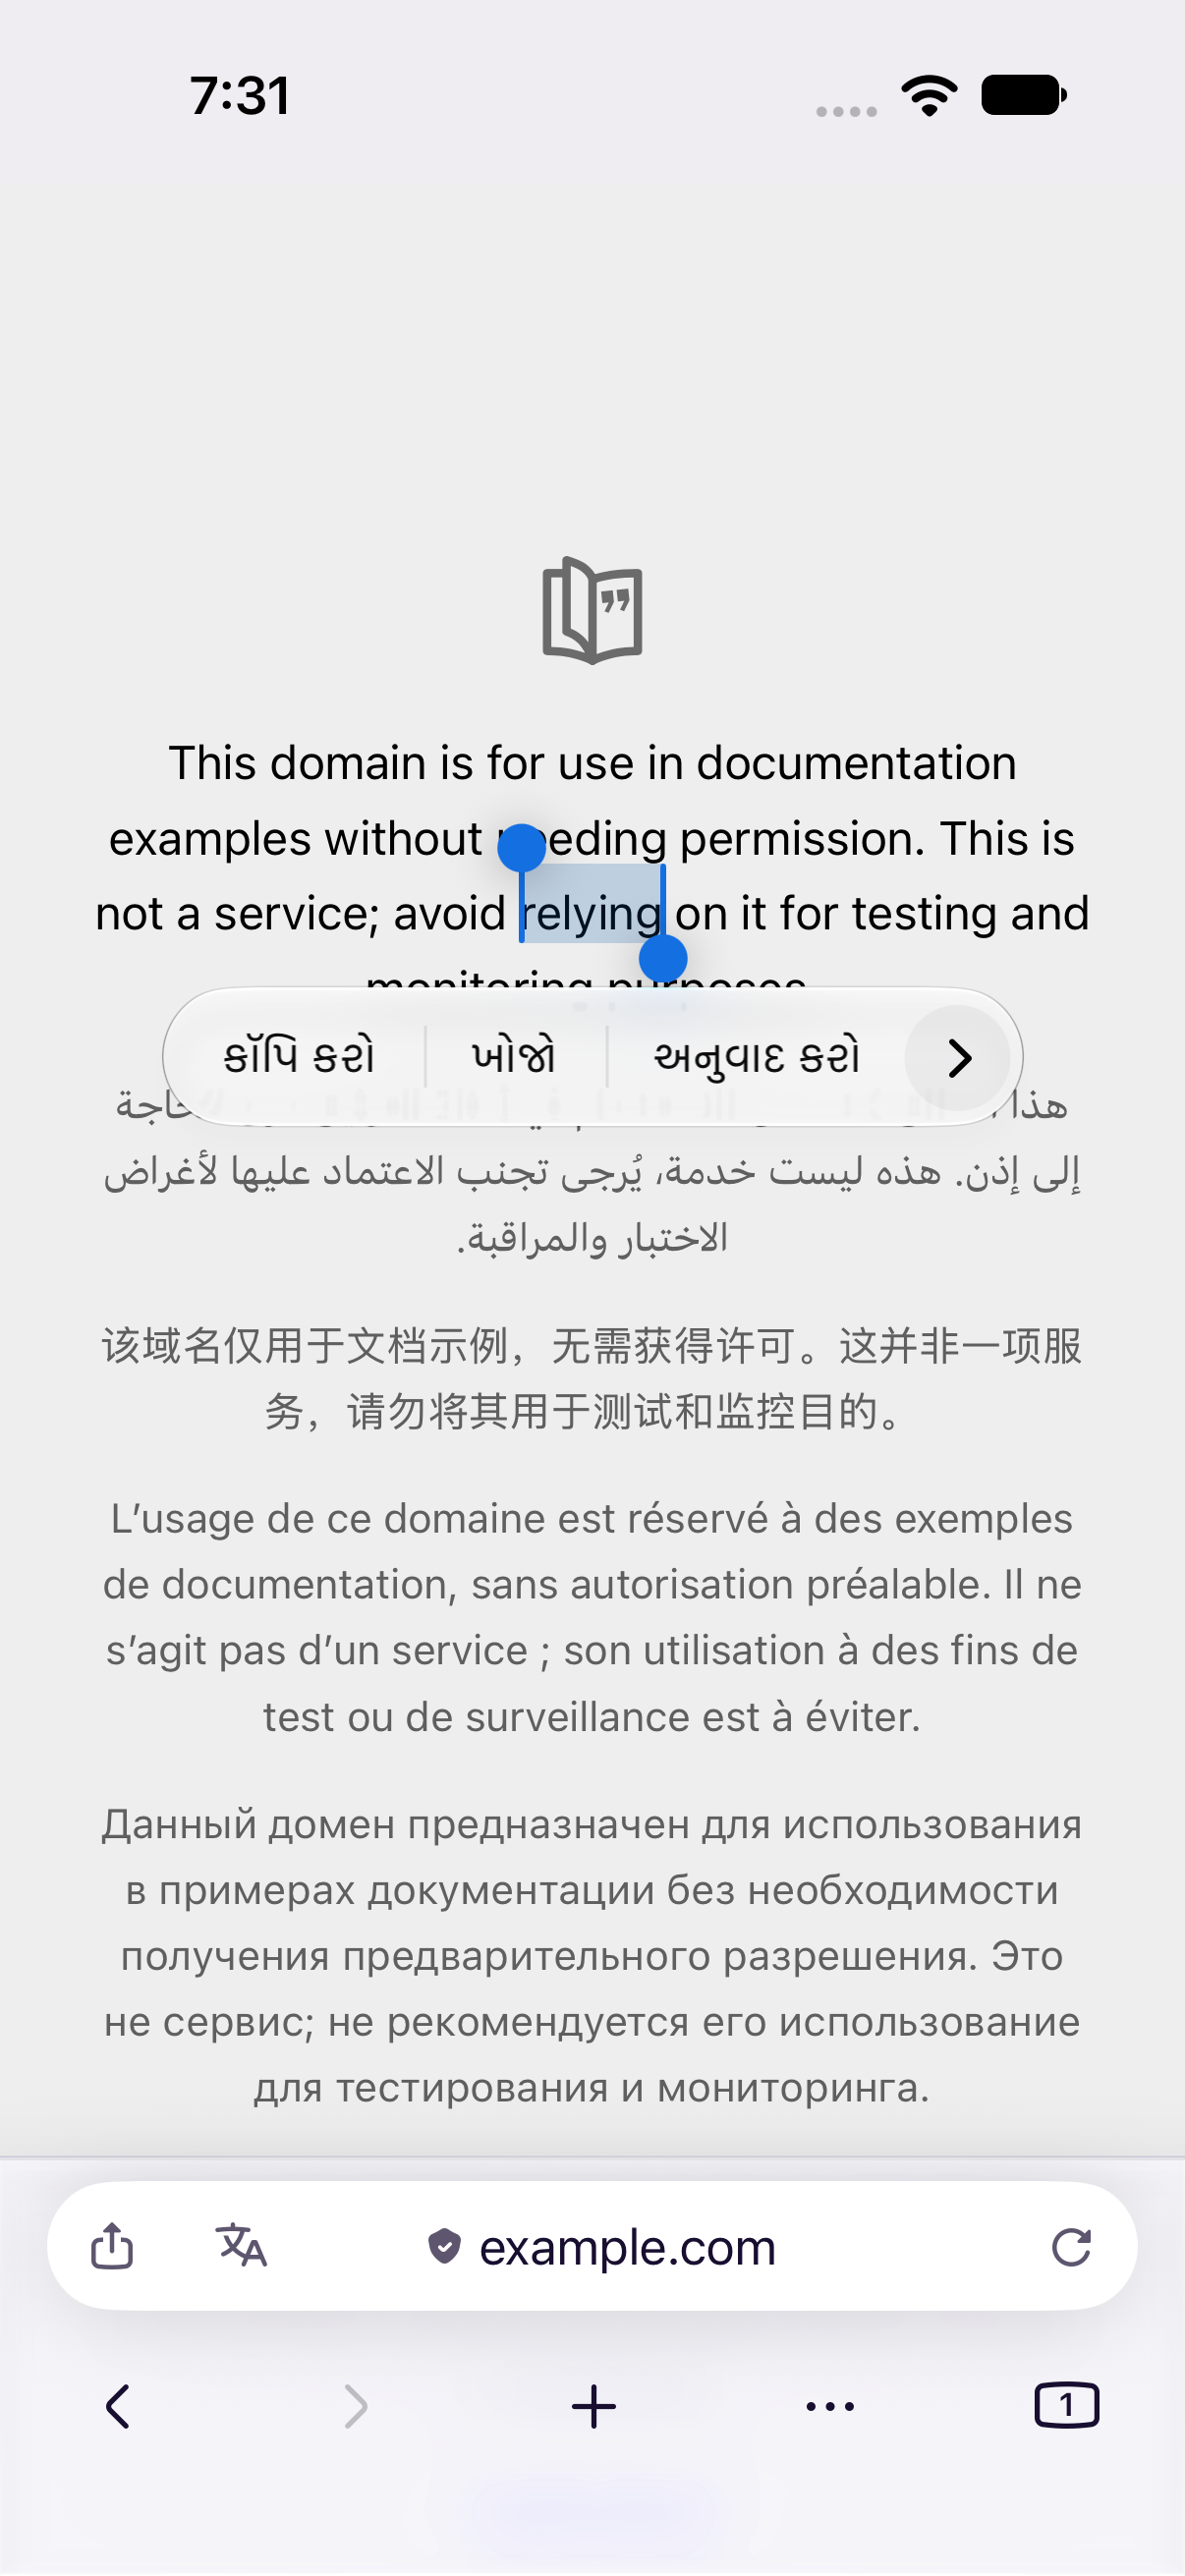 7:31
This domain is for use in documentation
examples without needing permission. This is
not a service; avoid relying on it for testing and
monitoring purposes
કૉપિ કરો
ખોજો
અનુવાદ કરો
هذا
حاجة
إلى إذن. هذه ليست خدمة، يُرجى تجنب الاعتماد عليها لأغراض
الاختبار والمراقبة.
该域名仅用于文档示例，无需获得许可。这并非一项服
务，请勿将其用于测试和监控目的。
L’usage de ce domaine est réservé à des exemples
de documentation, sans autorisation préalable. Il ne
s’agit pas d’un service ; son utilisation à des fins de
test ou de surveillance est à éviter.
Данный домен предназначен для использования
в примерах документации без необходимости
получения предварительного разрешения. Это
не сервис; не рекомендуется его использование
для тестирования и мониторинга.
example.com
1